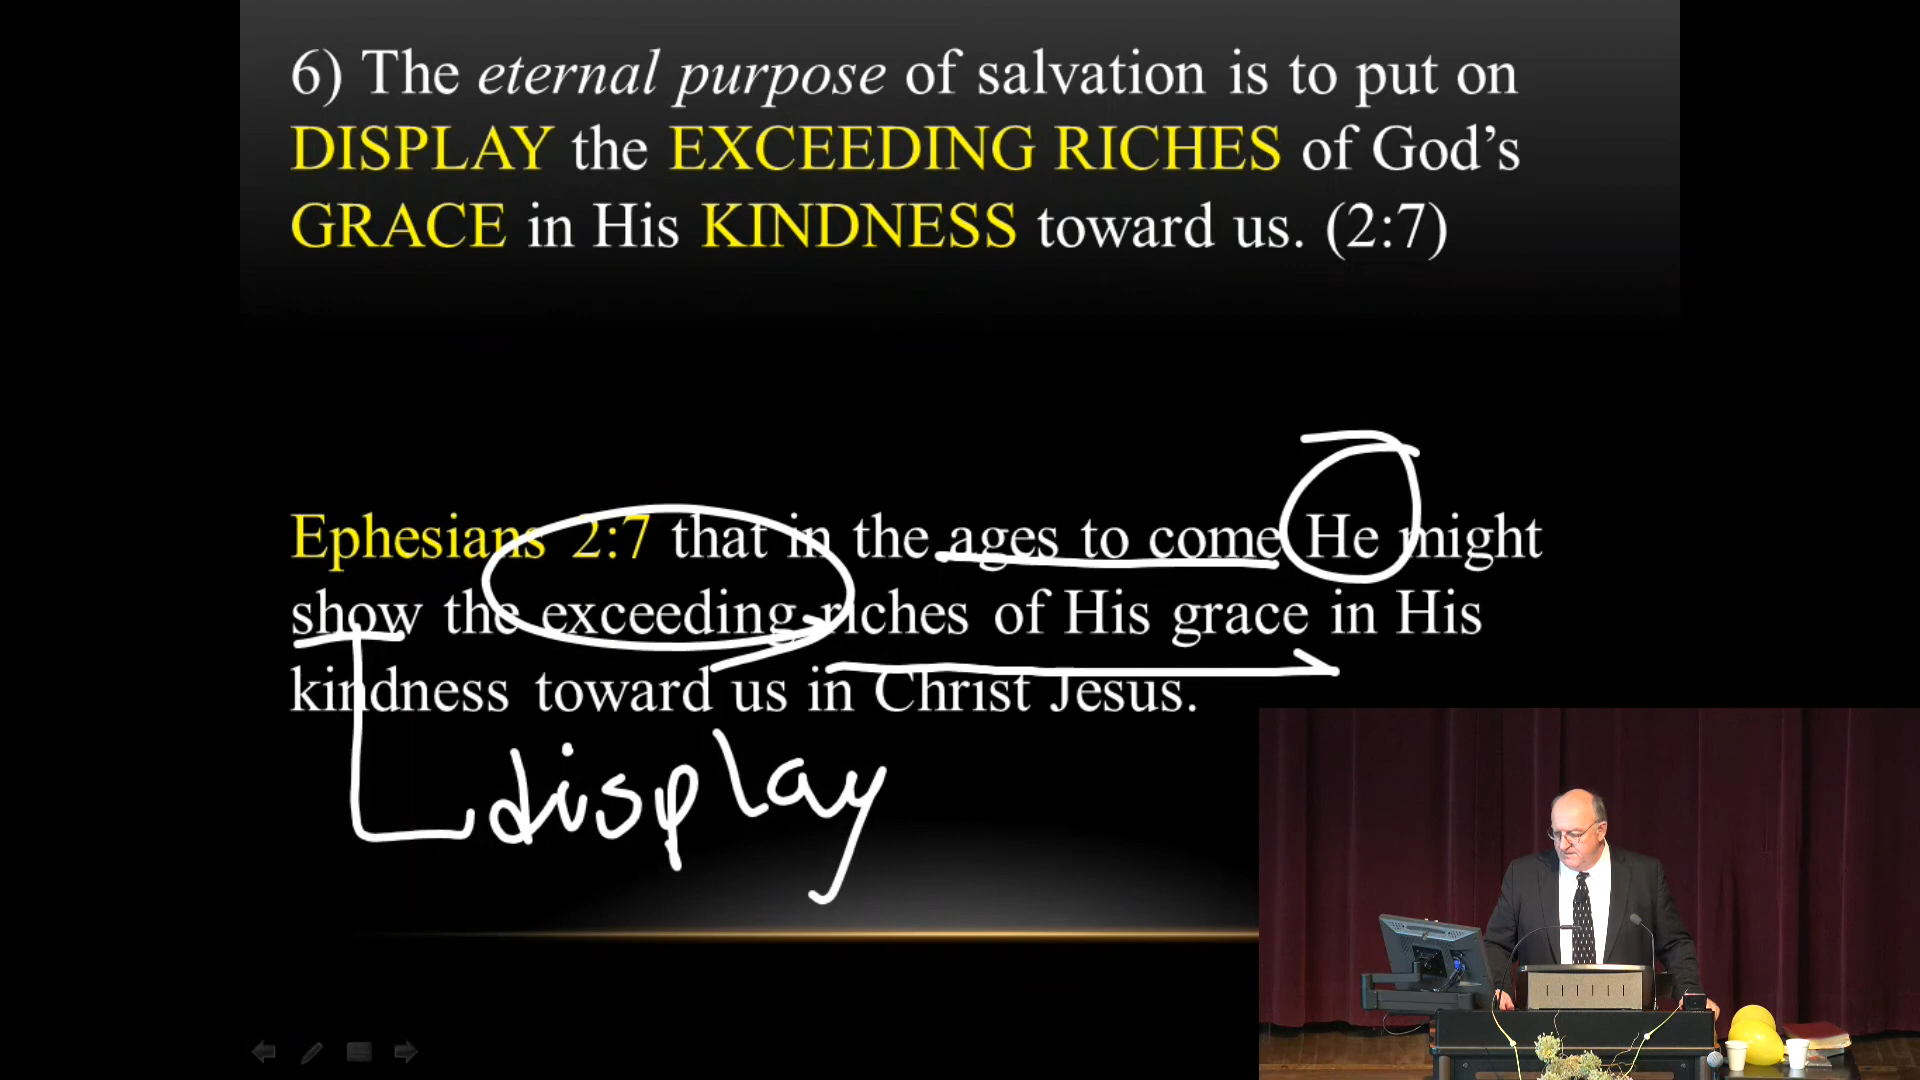 6) The eternal purpose of salvation is to put on
DISPLAY the EXCEEDING RICHES of God’s
GRACE in His KINDNESS toward us. (2:7)
Ephesians 2:7 that in the ages to come He might
show the exceeding riches of His grace in His
kindness toward us in Christ Jesus.
display